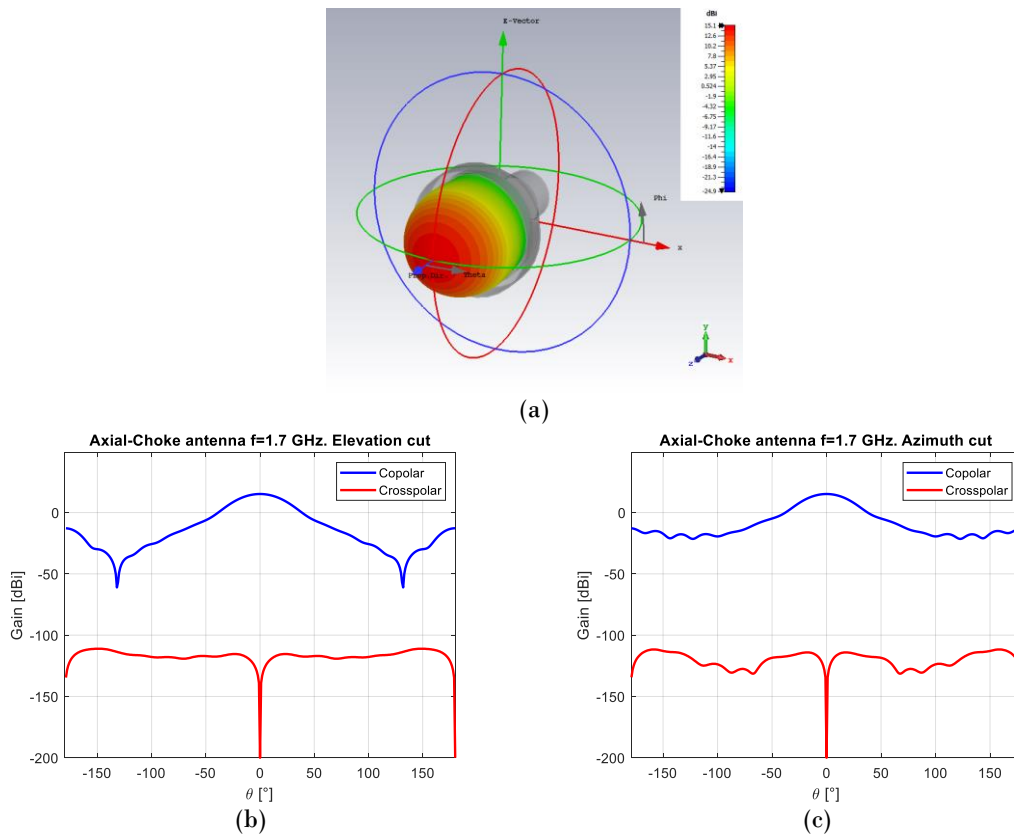 Z-Vector
dBi
15.1
12.6
10.2
7.8
5.37
2.95
0.524
-1.9
-4.32
-6.75
-9.17
-11.6
-14
-16.4
-18.9
-21.3
-24.9
Phi
x
Theta
y
z x
(a)
Axial-Choke antenna f=1.7 GHz. Elevation cut
Copolar
Crosspolar
Gain [dBi]
0
-50
-100
-150
-200
-150 -100 -50 0 50 100 150
θ [°]
(b)
Axial-Choke antenna f=1.7 GHz. Azimuth cut
Copolar
Crosspolar
Gain [dBi]
0
-50
-100
-150
-200
-150 -100 -50 0 50 100 150
θ [°]
(c)